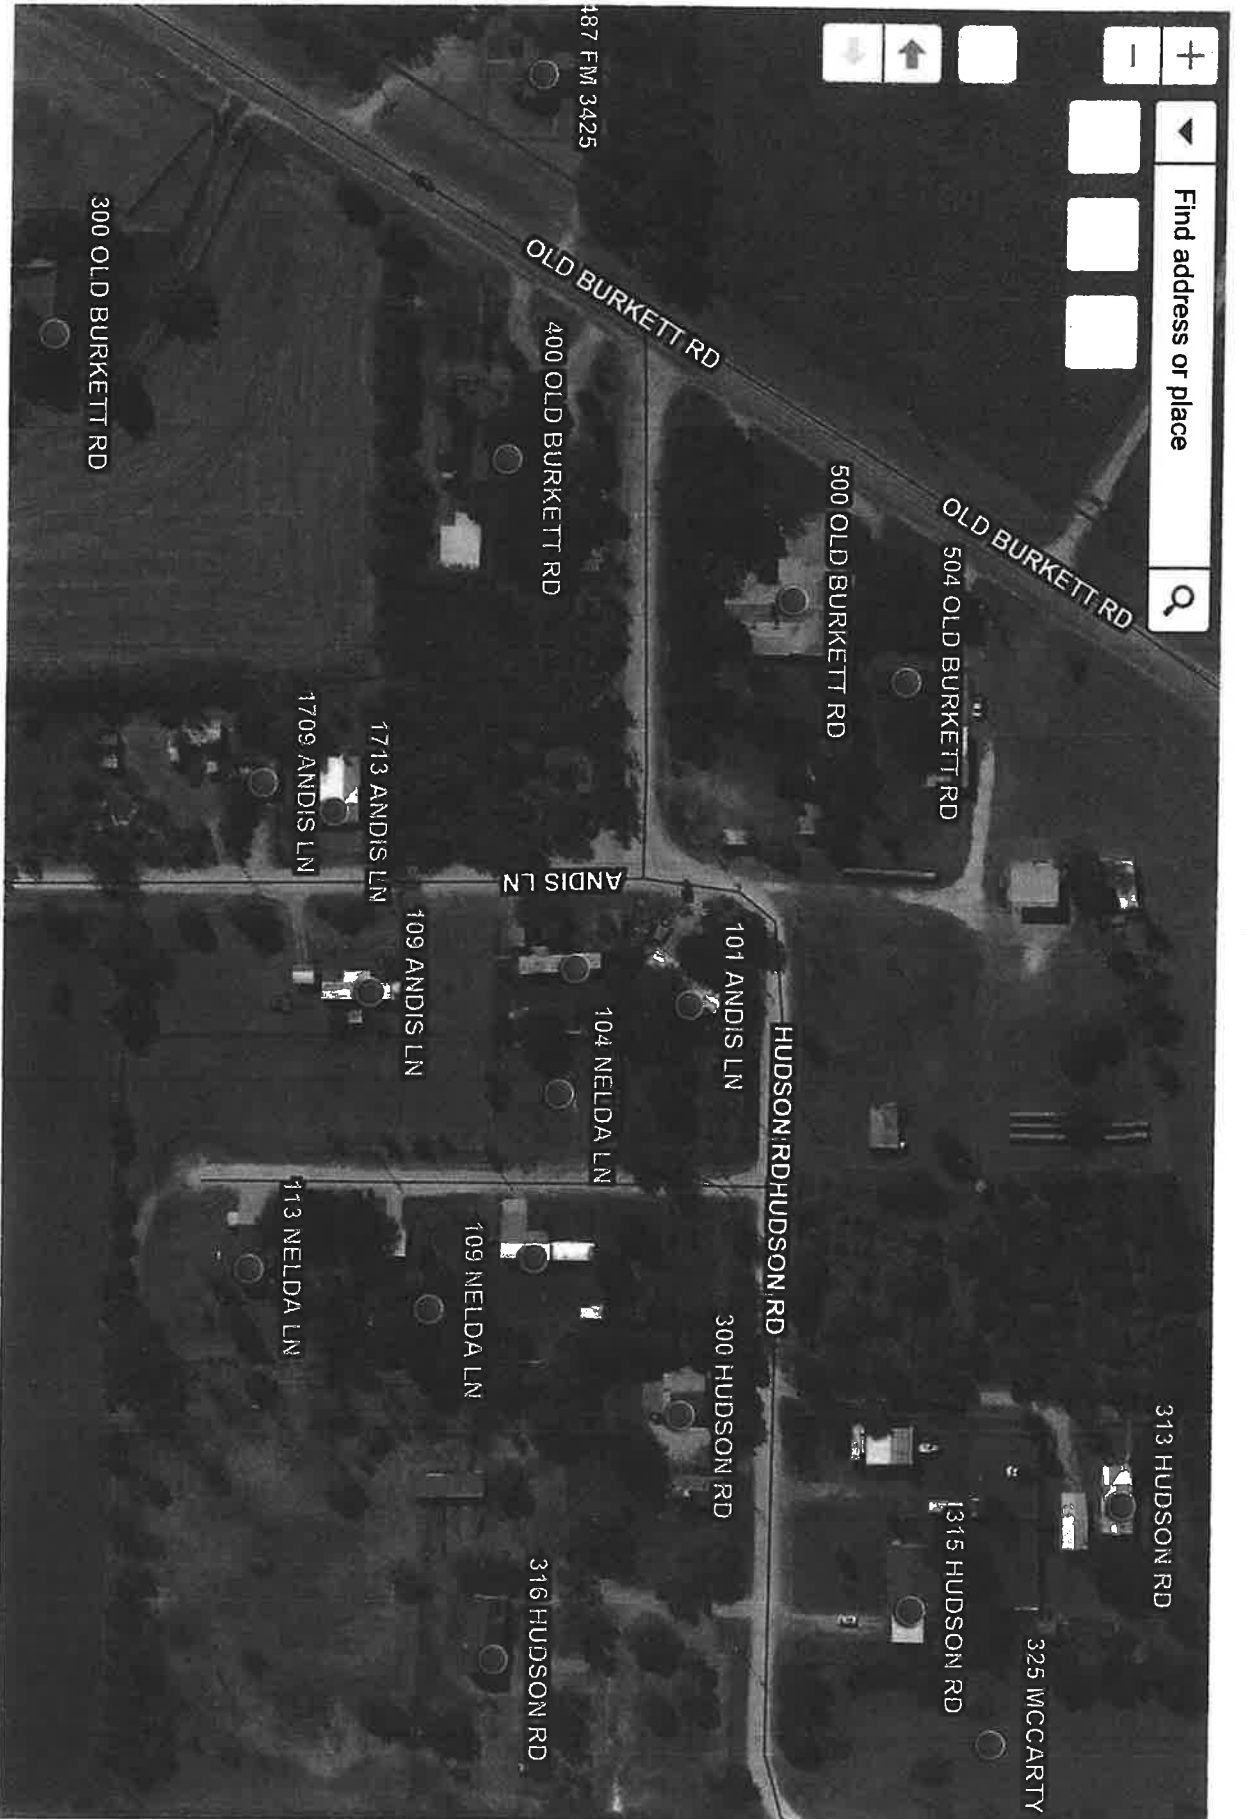 +
−
Find address or place
487 FM 3425
OLD BURKETT RD
OLD BURKETT RD
300 OLD BURKETT RD
400 OLD BURKETT RD
500 OLD BURKETT RD
504 OLD BURKETT RD
1709 ANDIS LN
1713 ANDIS LN
ANDIS LN
109 ANDIS LN
101 ANDIS LN
104 NELDA LN
HUDSON RD
HUDSON RD
113 NELDA LN
109 NELDA LN
300 HUDSON RD
313 HUDSON RD
315 HUDSON RD
316 HUDSON RD
325 MCCARTY